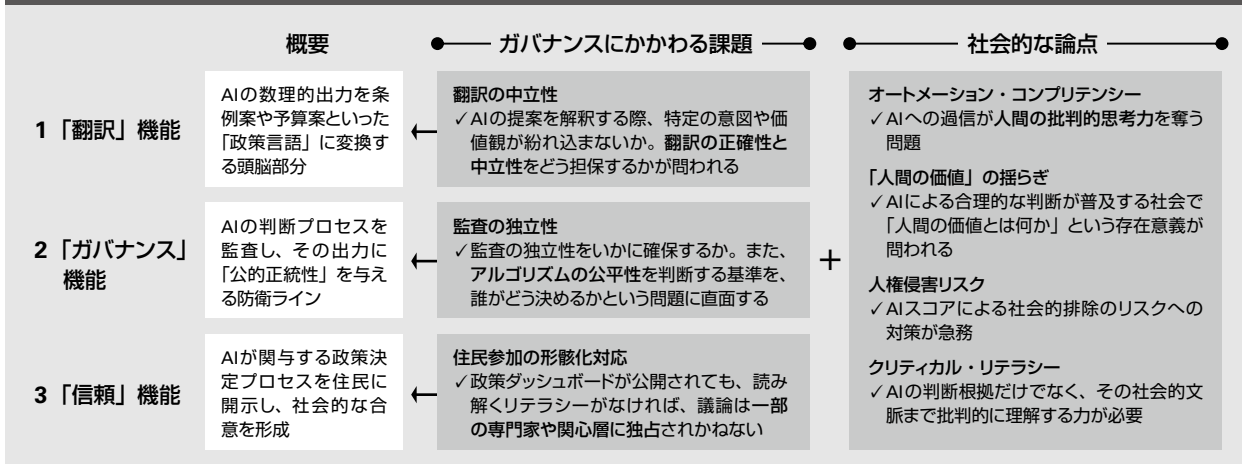 概要
ガバナンスにかかわる課題
社会的な論点
1「翻訳」機能
AIの数理的出力を条
例案や予算案といった
「政策言語」に変換す
る頭脳部分
翻訳の中立性
✓AIの提案を解釈する際、特定の意図や価
値観が紛れ込まないか。翻訳の正確性と
中立性をどう担保するかが問われる
2「ガバナンス」
機能
AIの判断プロセスを
監査し、その出力に
「公的正統性」を与え
る防衛ライン
監査の独立性
✓監査の独立性をいかに確保するか。また、
アルゴリズムの公平性を判断する基準を、
誰がどう決めるかという問題に直面する
3「信頼」機能
AIが関与する政策決
定プロセスを住民に
開示し、社会的な合
意を形成
住民参加の形骸化対応
✓政策ダッシュボードが公開されても、読み
解くリテラシーがなければ、議論は一部
の専門家や関心層に独占されかねない
+
オートメーション・コンプリテンシー
✓AIへの過信が人間の批判的思考力を奪う
問題
「人間の価値」の揺らぎ
✓AIによる合理的な判断が普及する社会で
「人間の価値とは何か」という存在意義が
問われる
人権侵害リスク
✓AIスコアによる社会的排除のリスクへの
対策が急務
クリティカル・リテラシー
✓AIの判断根拠だけでなく、その社会的文
脈まで批判的に理解する力が必要